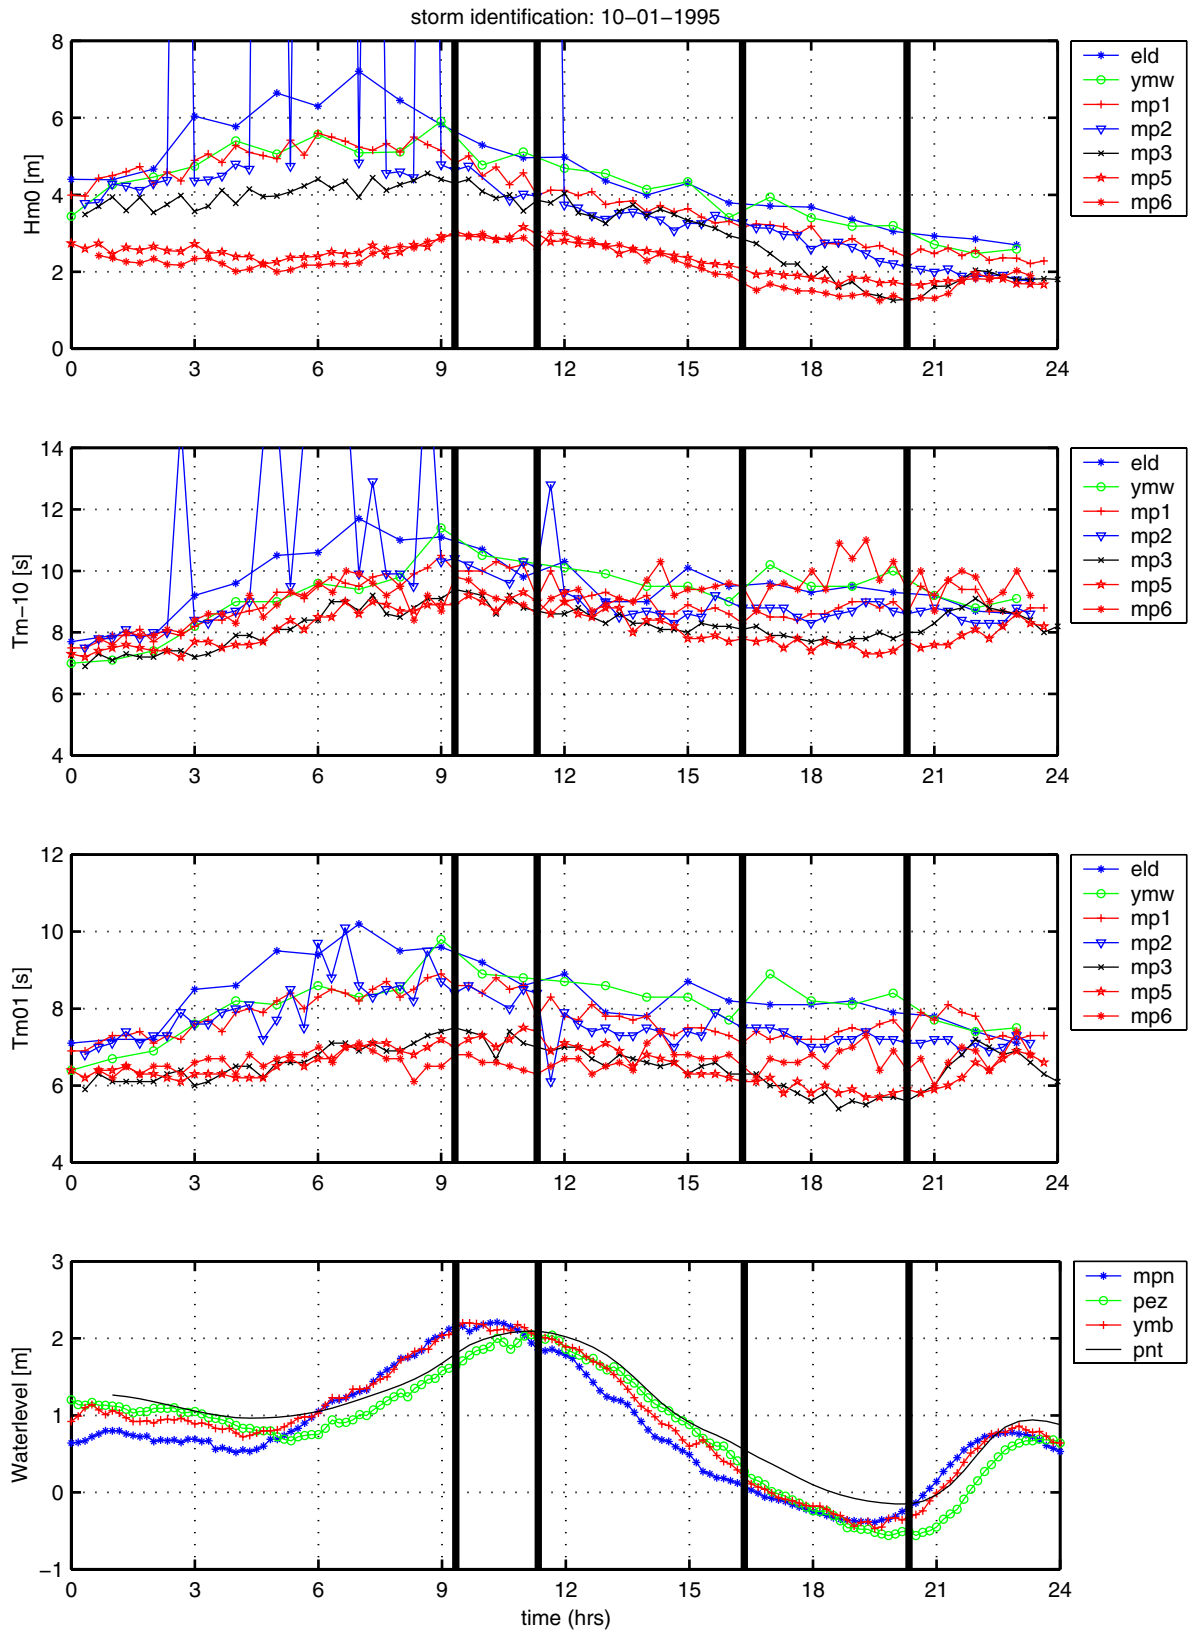 storm identification: 10−01−1995
Hm0 [m]
8
6
4
2
0
0 3 6 9 12 15 18 21 24
eld
ymw
mp1
mp2
mp3
mp5
mp6
Tm−10 [s]
14
12
10
8
6
4
0 3 6 9 12 15 18 21 24
eld
ymw
mp1
mp2
mp3
mp5
mp6
Tm01 [s]
12
10
8
6
4
0 3 6 9 12 15 18 21 24
eld
ymw
mp1
mp2
mp3
mp5
mp6
Waterlevel [m]
3
2
1
0
−1
0 3 6 9 12 15 18 21 24
time (hrs)
mpn
pez
ymb
pnt